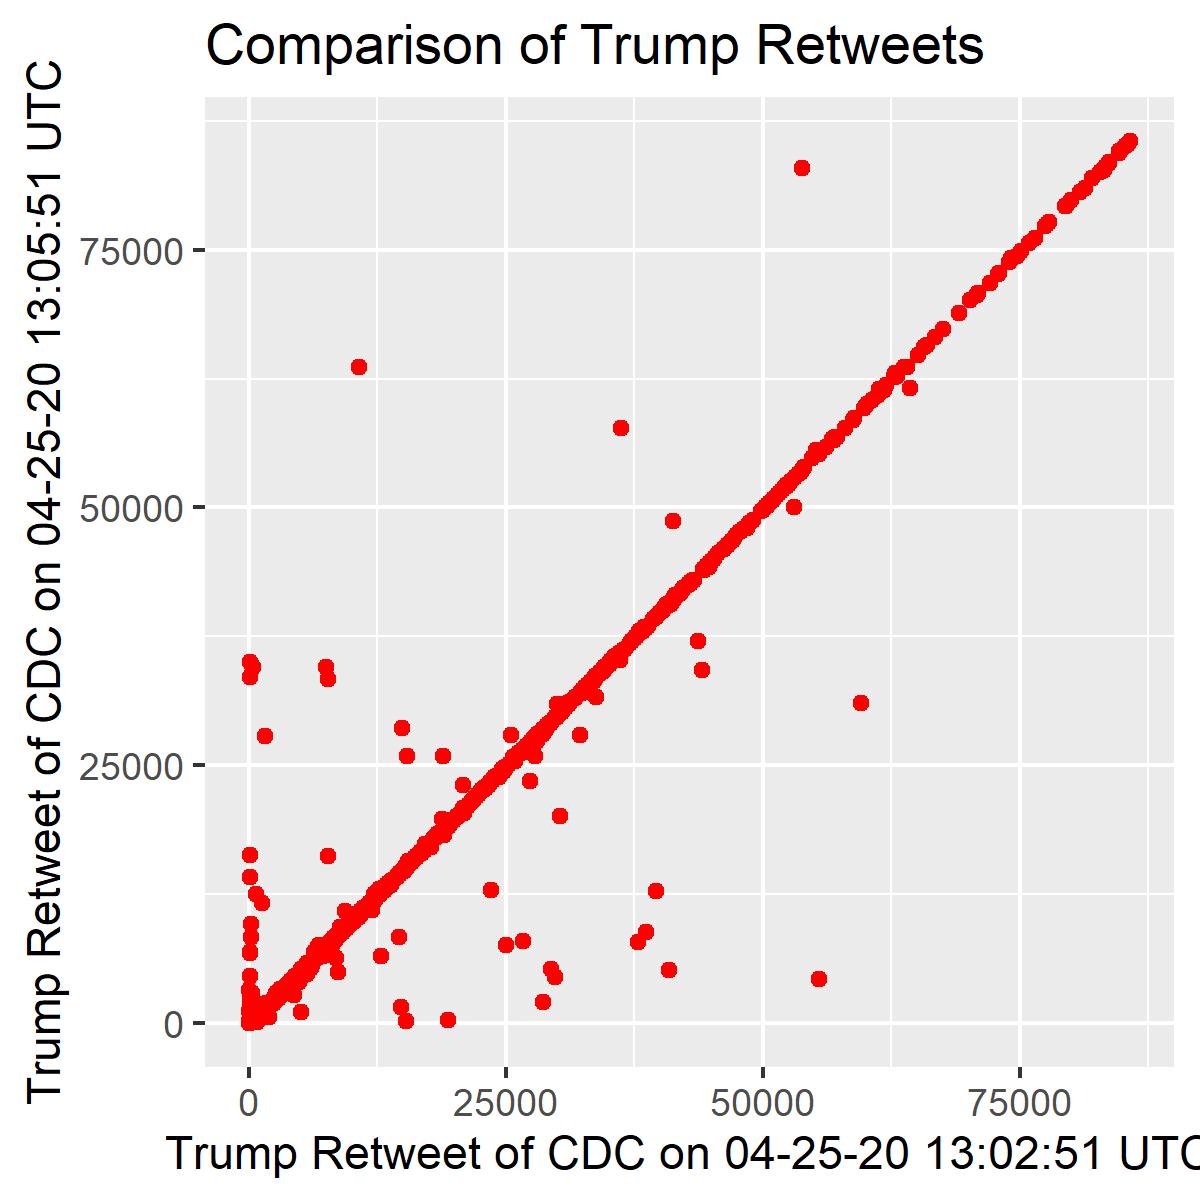 Comparison of Trump Retweets
Trump Retweet of CDC on 04-25-20 13:05:51 UTC
75000
50000
25000
0
0
25000
50000
75000
Trump Retweet of CDC on 04-25-20 13:02:51 UTC